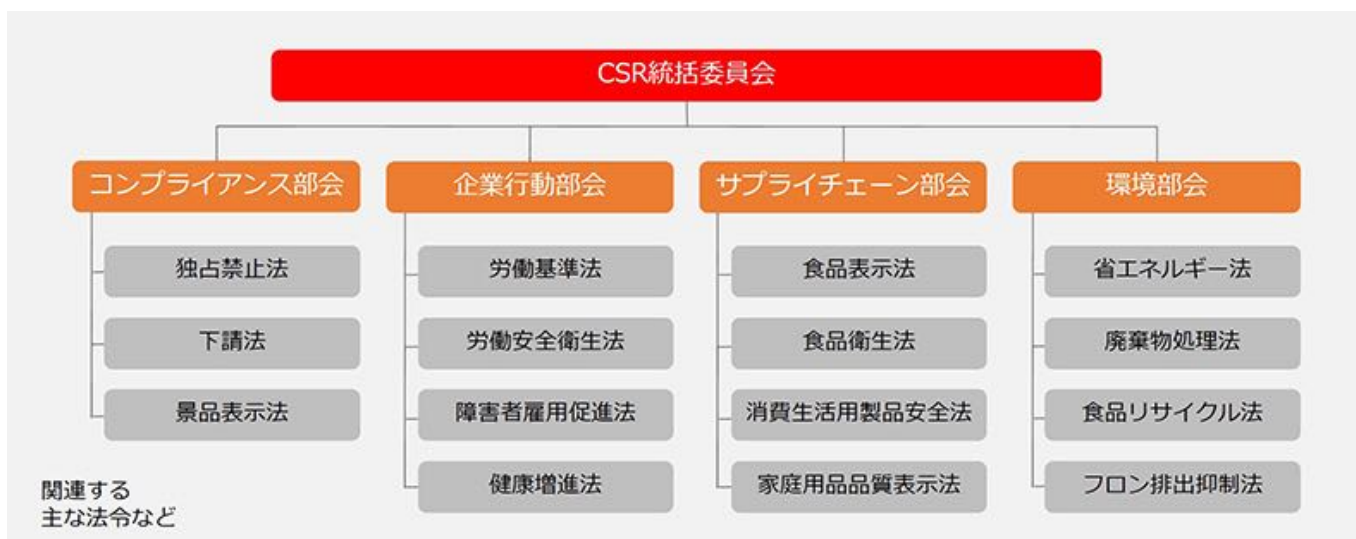 CSR統括委員会
コンプライアンス部会
企業行動部会
サプライチェーン部会
環境部会
独占禁止法
労働基準法
食品表示法
省エネルギー法
下請法
労働安全衛生法
食品衛生法
廃棄物処理法
景品表示法
障害者雇用促進法
消費生活用製品安全法
食品リサイクル法
健康増進法
家庭用品品質表示法
フロン排出抑制法
関連する
主な法令など